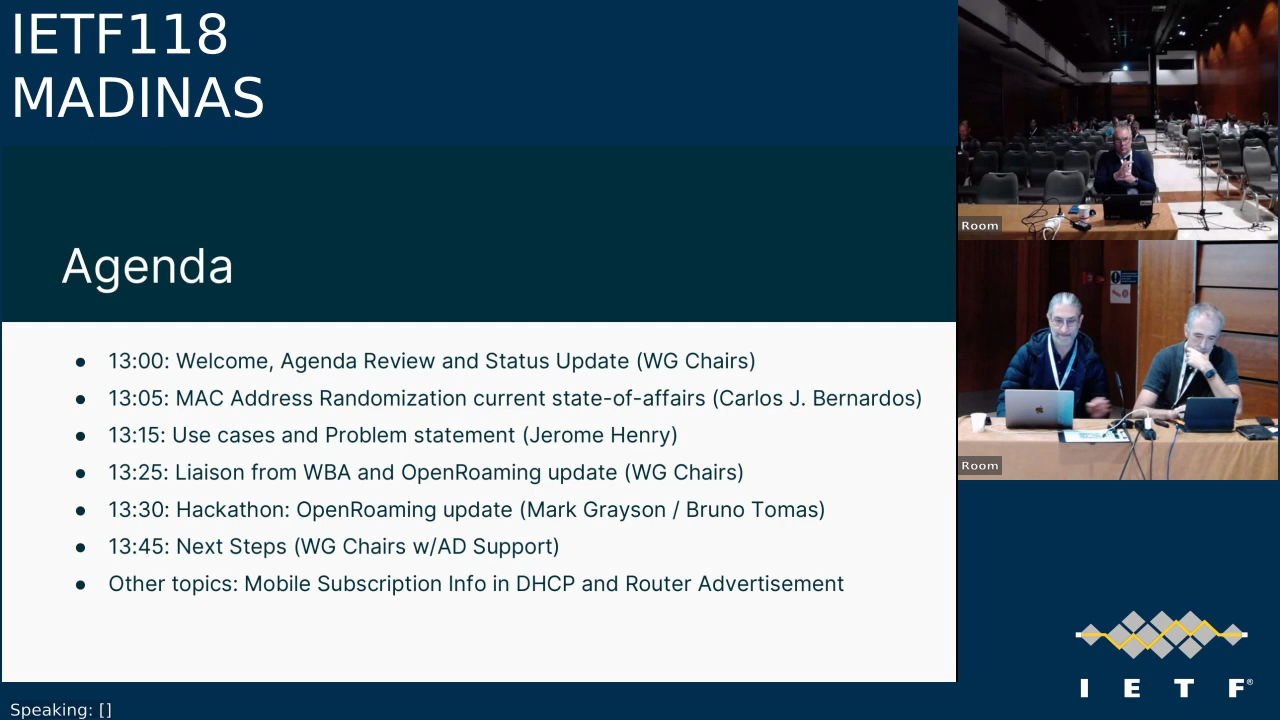 IETF118
MADINAS
Agenda
● 13:00: Welcome, Agenda Review and Status Update (WG Chairs)
● 13:05: MAC Address Randomization current state-of-affairs (Carlos J. Bernardos)
● 13:15: Use cases and Problem statement (Jerome Henry)
● 13:25: Liaison from WBA and OpenRoaming update (WG Chairs)
● 13:30: Hackathon: OpenRoaming update (Mark Grayson / Bruno Tomas)
● 13:45: Next Steps (WG Chairs w/AD Support)
● Other topics: Mobile Subscription Info in DHCP and Router Advertisement
Room
Room
I E T F®
Speaking: []